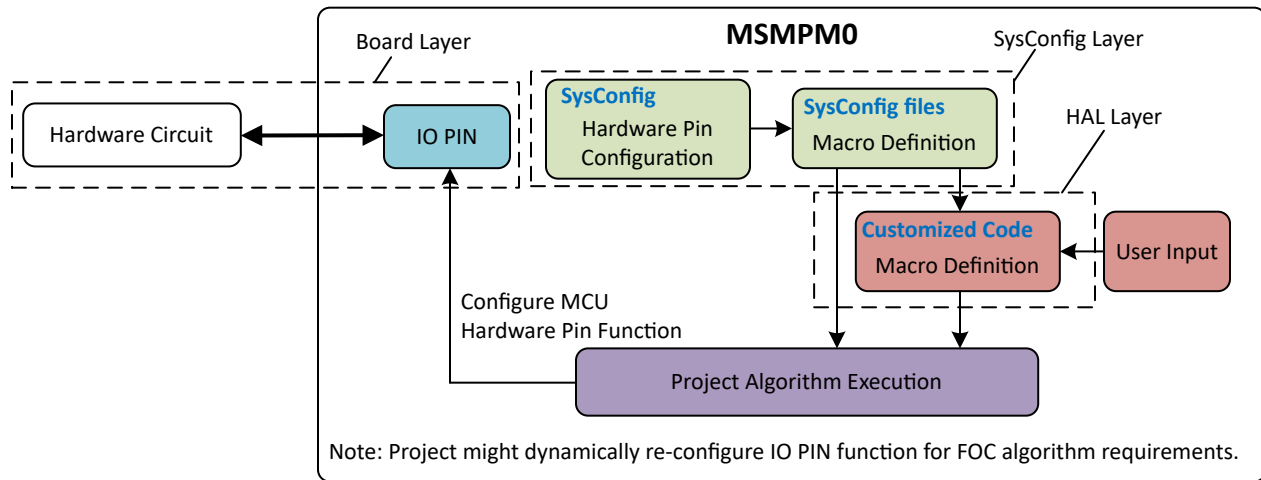 MSMPM0
Board Layer
SysConfig Layer
Hardware Circuit
IO PIN
SysConfig
Hardware Pin
Configuration
SysConfig files
Macro Definition
HAL Layer
Customized Code
Macro Definition
User Input
Configure MCU
Hardware Pin Function
Project Algorithm Execution
Note: Project might dynamically re-configure IO PIN function for FOC algorithm requirements.